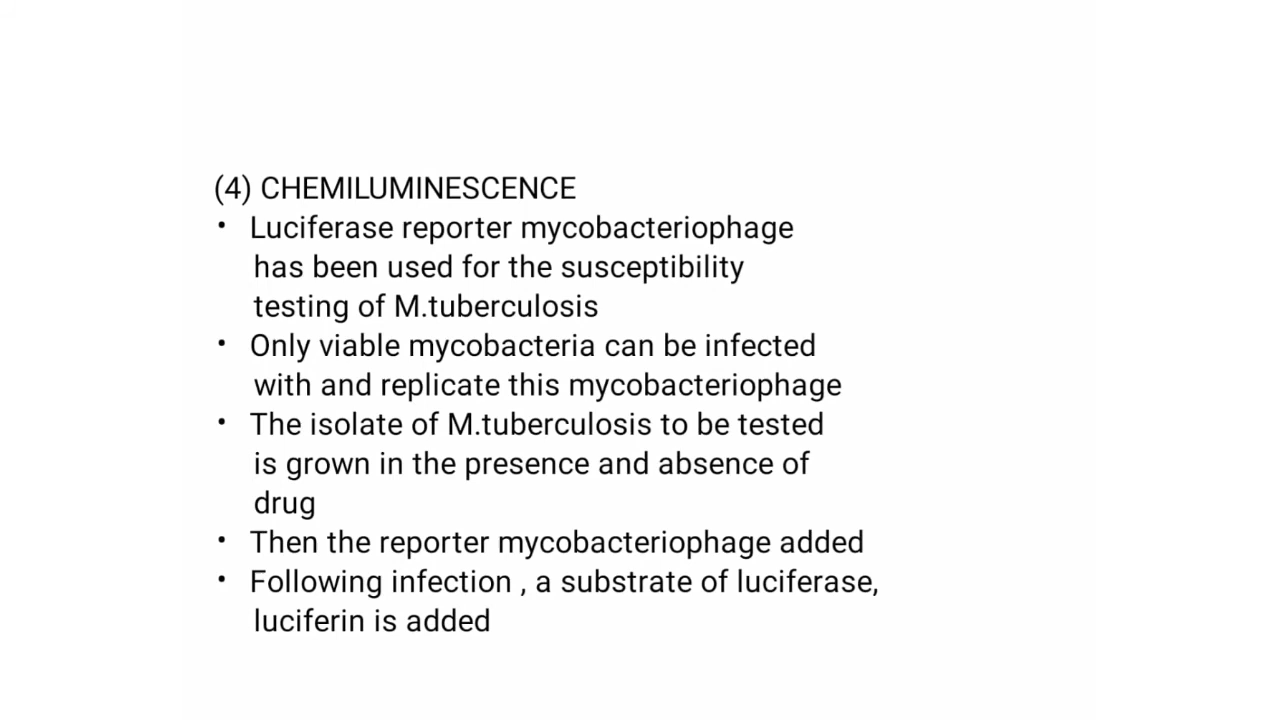 (4) CHEMILUMINESCENCE
• Luciferase reporter mycobacteriophage
has been used for the susceptibility
testing of M.tuberculosis
• Only viable mycobacteria can be infected
with and replicate this mycobacteriophage
• The isolate of M.tuberculosis to be tested
is grown in the presence and absence of
drug
• Then the reporter mycobacteriophage added
• Following infection , a substrate of luciferase,
luciferin is added